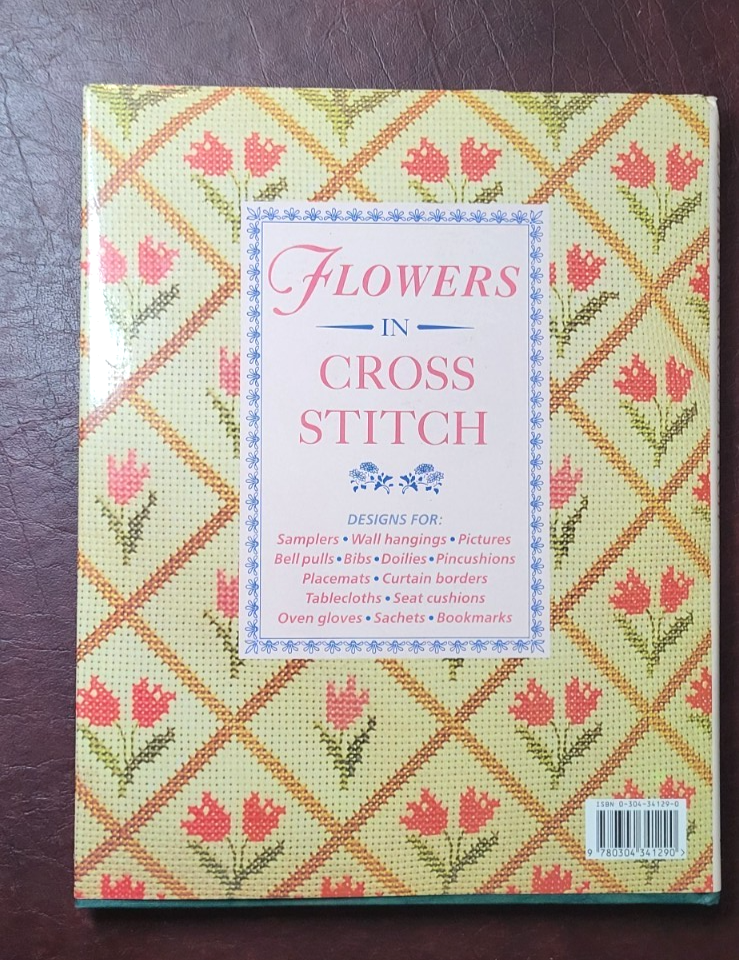 FLOWERS
IN
CROSS
STITCH
DESIGNS FOR:
Samplers • Wall hangings • Pictures
Bell pulls • Bibs • Doilies • Pincushions
Placemats • Curtain borders
Tablecloths • Seat cushions
Oven gloves • Sachets • Bookmarks
ISBN 0-304-34129-0
9 780304 341290 >